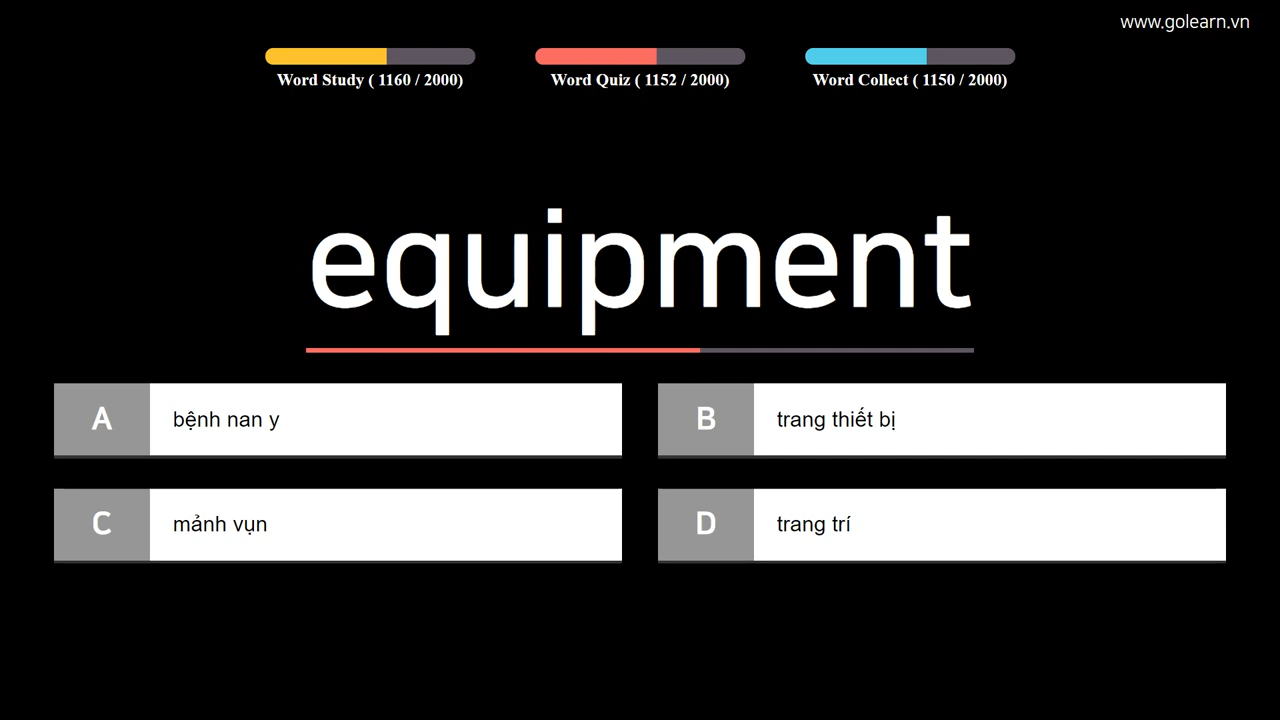 www.golearn.vn
Word Study ( 1160 / 2000)
Word Quiz ( 1152 / 2000)
Word Collect ( 1150 / 2000)
equipment
A bệnh nan y
B trang thiết bị
C mảnh vụn
D trang trí